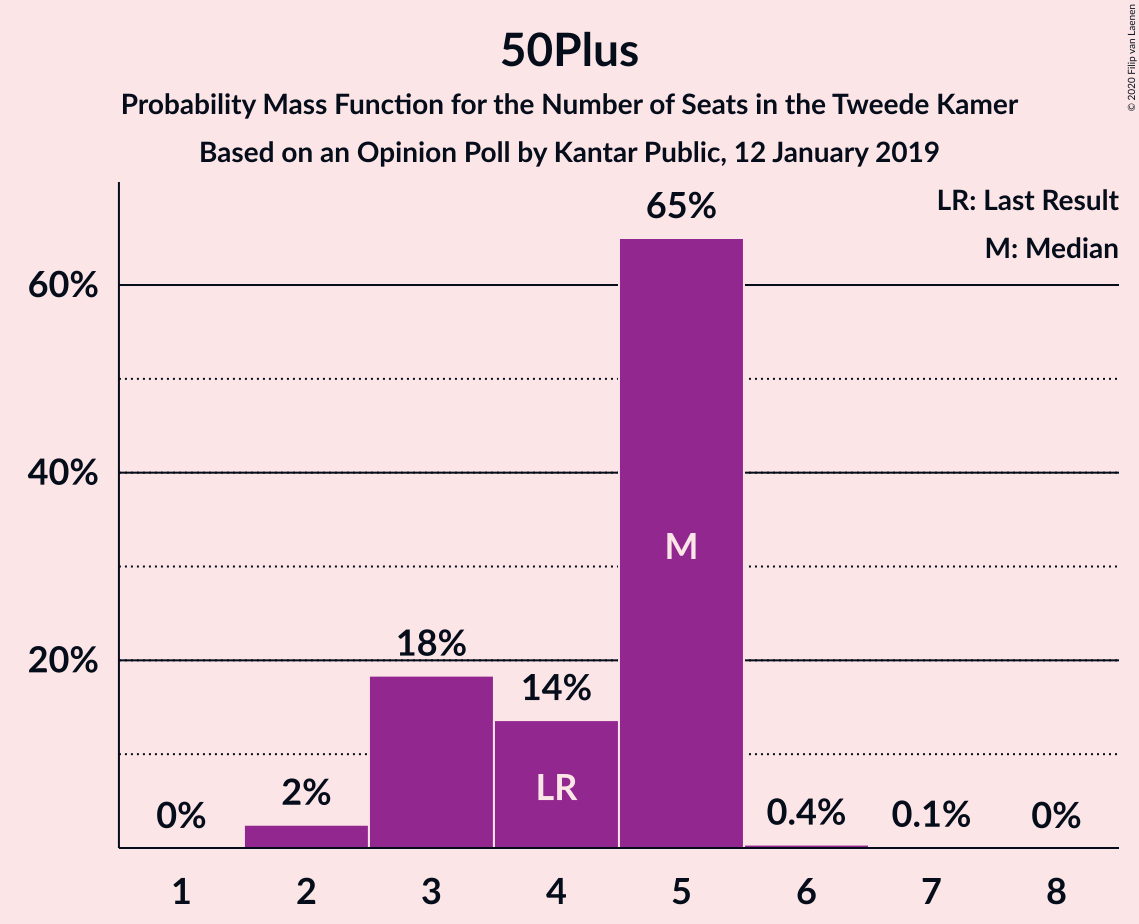 50Plus
Probability Mass Function for the Number of Seats in the Tweede Kamer
Based on an Opinion Poll by Kantar Public, 12 January 2019
© 2020 Filip van Laenen
LR: Last Result
M: Median
60%
40%
20%
0%
2%
18%
14%
65%
0.4%
0.1%
0%
LR
M
1 2 3 4 5 6 7 8